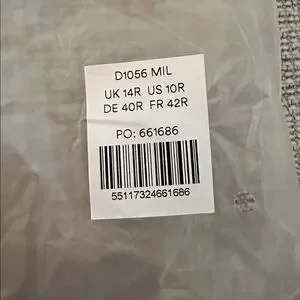 D1056 MIL
UK 14R US 10R
DE 40R FR 42R
PO: 661686
55117324661686